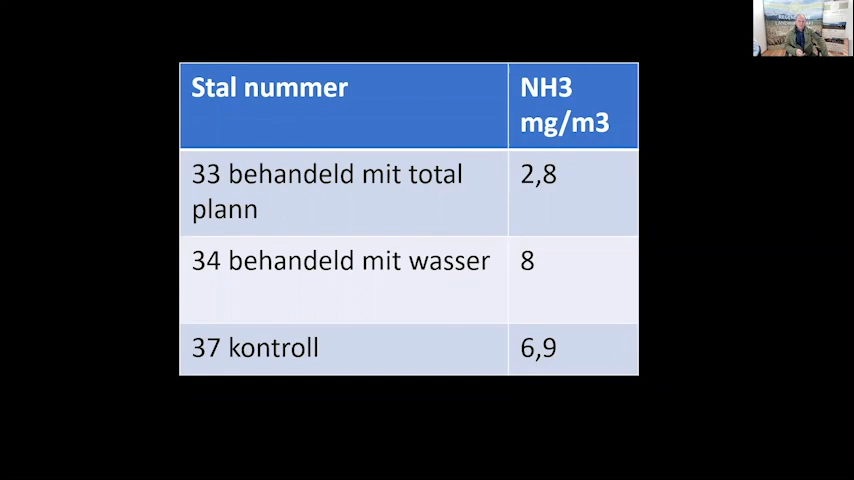 Stal nummer
NH3
mg/m3
33 behandeld mit total
plann
2,8
34 behandeld mit wasser
8
37 kontroll
6,9